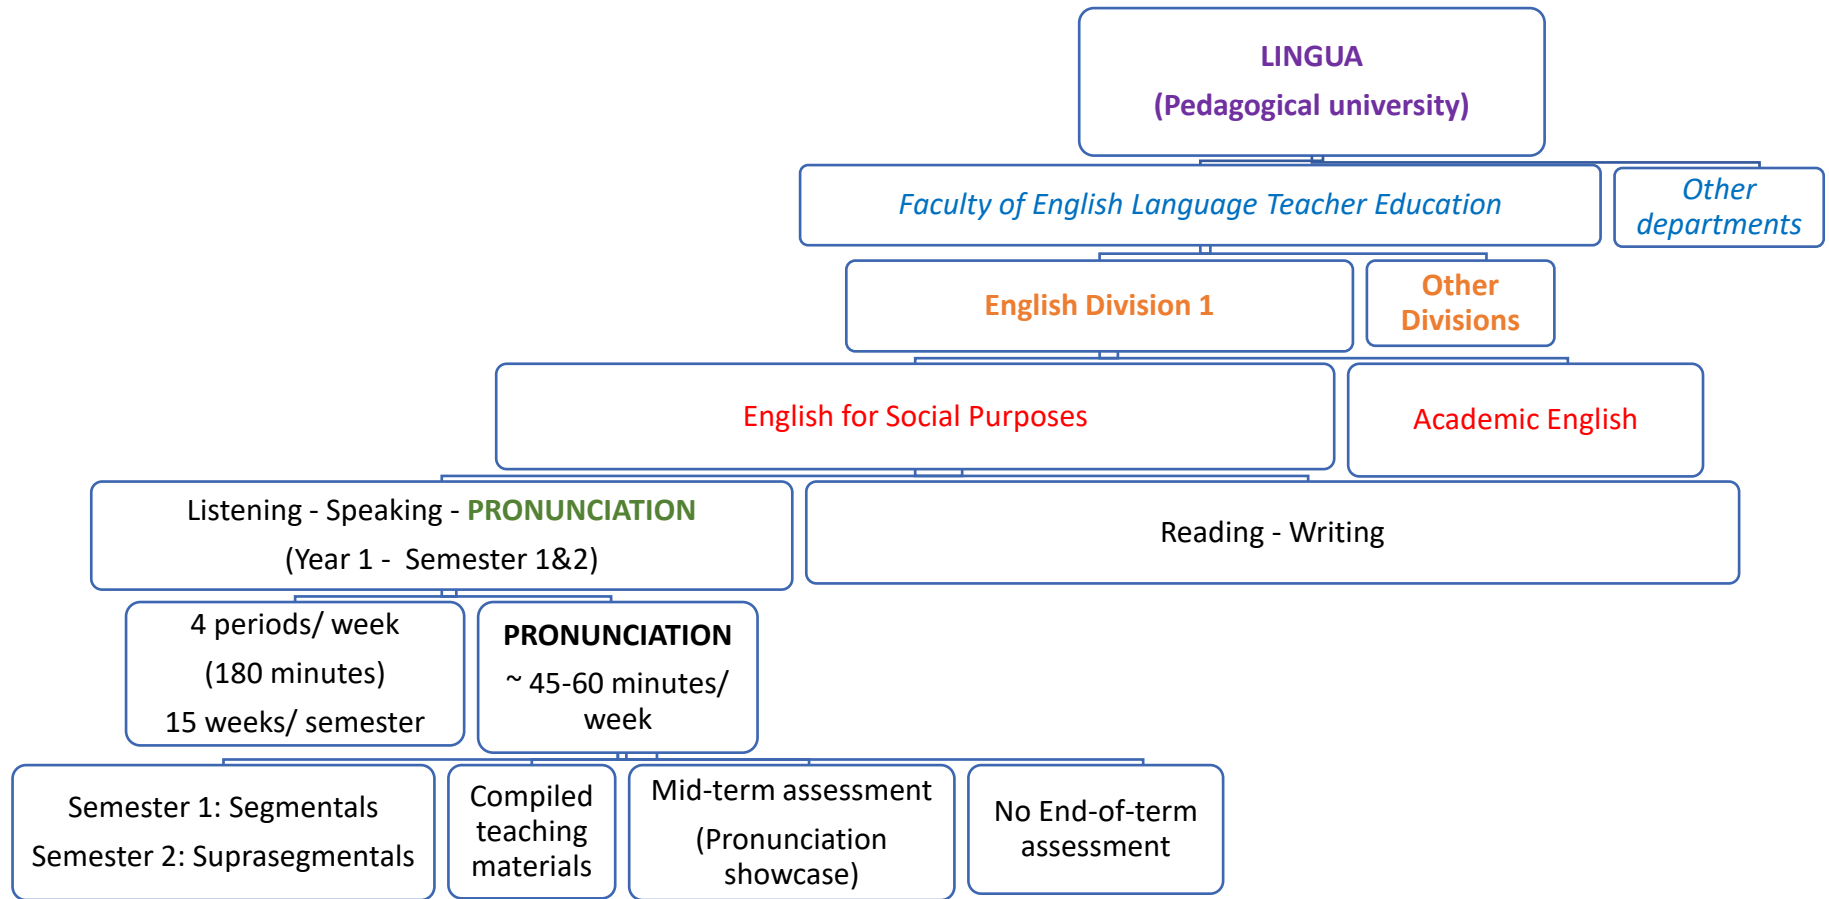 LINGUA
(Pedagogical university)
Faculty of English Language Teacher Education
Other
departments
English Division 1
Other
Divisions
English for Social Purposes
Academic English
Listening - Speaking - PRONUNCIATION
(Year 1 - Semester 1&2)
Reading - Writing
4 periods/ week
(180 minutes)
15 weeks/ semester
PRONUNCIATION
~ 45-60 minutes/
week
Semester 1: Segmentals
Semester 2: Suprasegmentals
Compiled
teaching
materials
Mid-term assessment
(Pronunciation
showcase)
No End-of-term
assessment